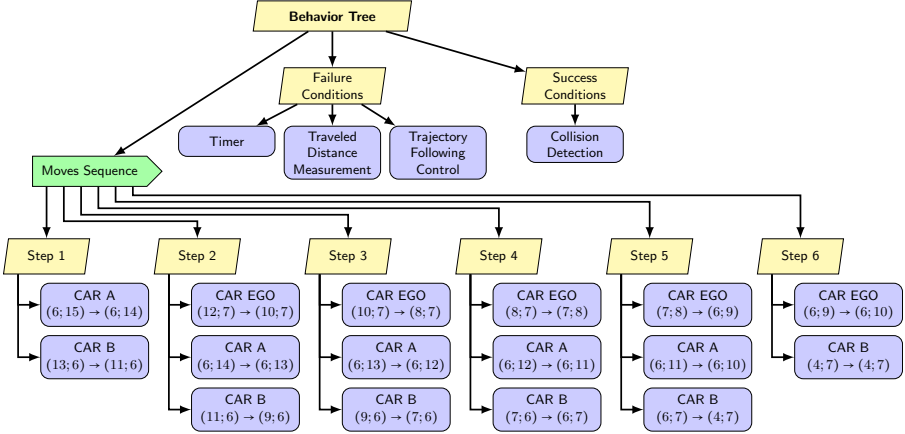 Behavior Tree
Failure
Conditions
Success
Conditions
Timer
Traveled
Distance
Measurement
Trajectory
Following
Control
Collision
Detection
Moves Sequence
Step 1
CAR A
(6; 15) → (6; 14)
CAR B
(13; 6) → (11; 6)
Step 2
CAR EGO
(12; 7) → (10; 7)
CAR A
(6; 14) → (6; 13)
CAR B
(11; 6) → (9; 6)
Step 3
CAR EGO
(10; 7) → (8; 7)
CAR A
(6; 13) → (6; 12)
CAR B
(9; 6) → (7; 6)
Step 4
CAR EGO
(8; 7) → (7; 8)
CAR A
(6; 12) → (6; 11)
CAR B
(7; 6) → (6; 7)
Step 5
CAR EGO
(7; 8) → (6; 9)
CAR A
(6; 11) → (6; 10)
CAR B
(6; 7) → (4; 7)
Step 6
CAR EGO
(6; 9) → (6; 10)
CAR B
(4; 7) → (4; 7)